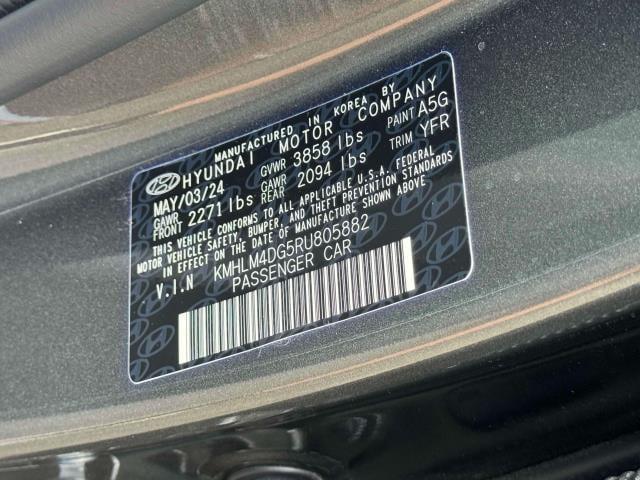 MANUFACTURED IN KOREA BY
HYUNDAI MOTOR COMPANY
MAY/03/24 GVWR 3858 lbs PAINT A5G
GAWR FRONT 2271 lbs GAWR REAR 2094 lbs TRIM YFR
THIS VEHICLE CONFORMS TO ALL APPLICABLE U.S.A. FEDERAL
MOTOR VEHICLE SAFETY, BUMPER, AND THEFT PREVENTION STANDARDS
IN EFFECT ON THE DATE OF MANUFACTURE SHOWN ABOVE
V.I.N KMHLM4DG5RU805882
PASSENGER CAR